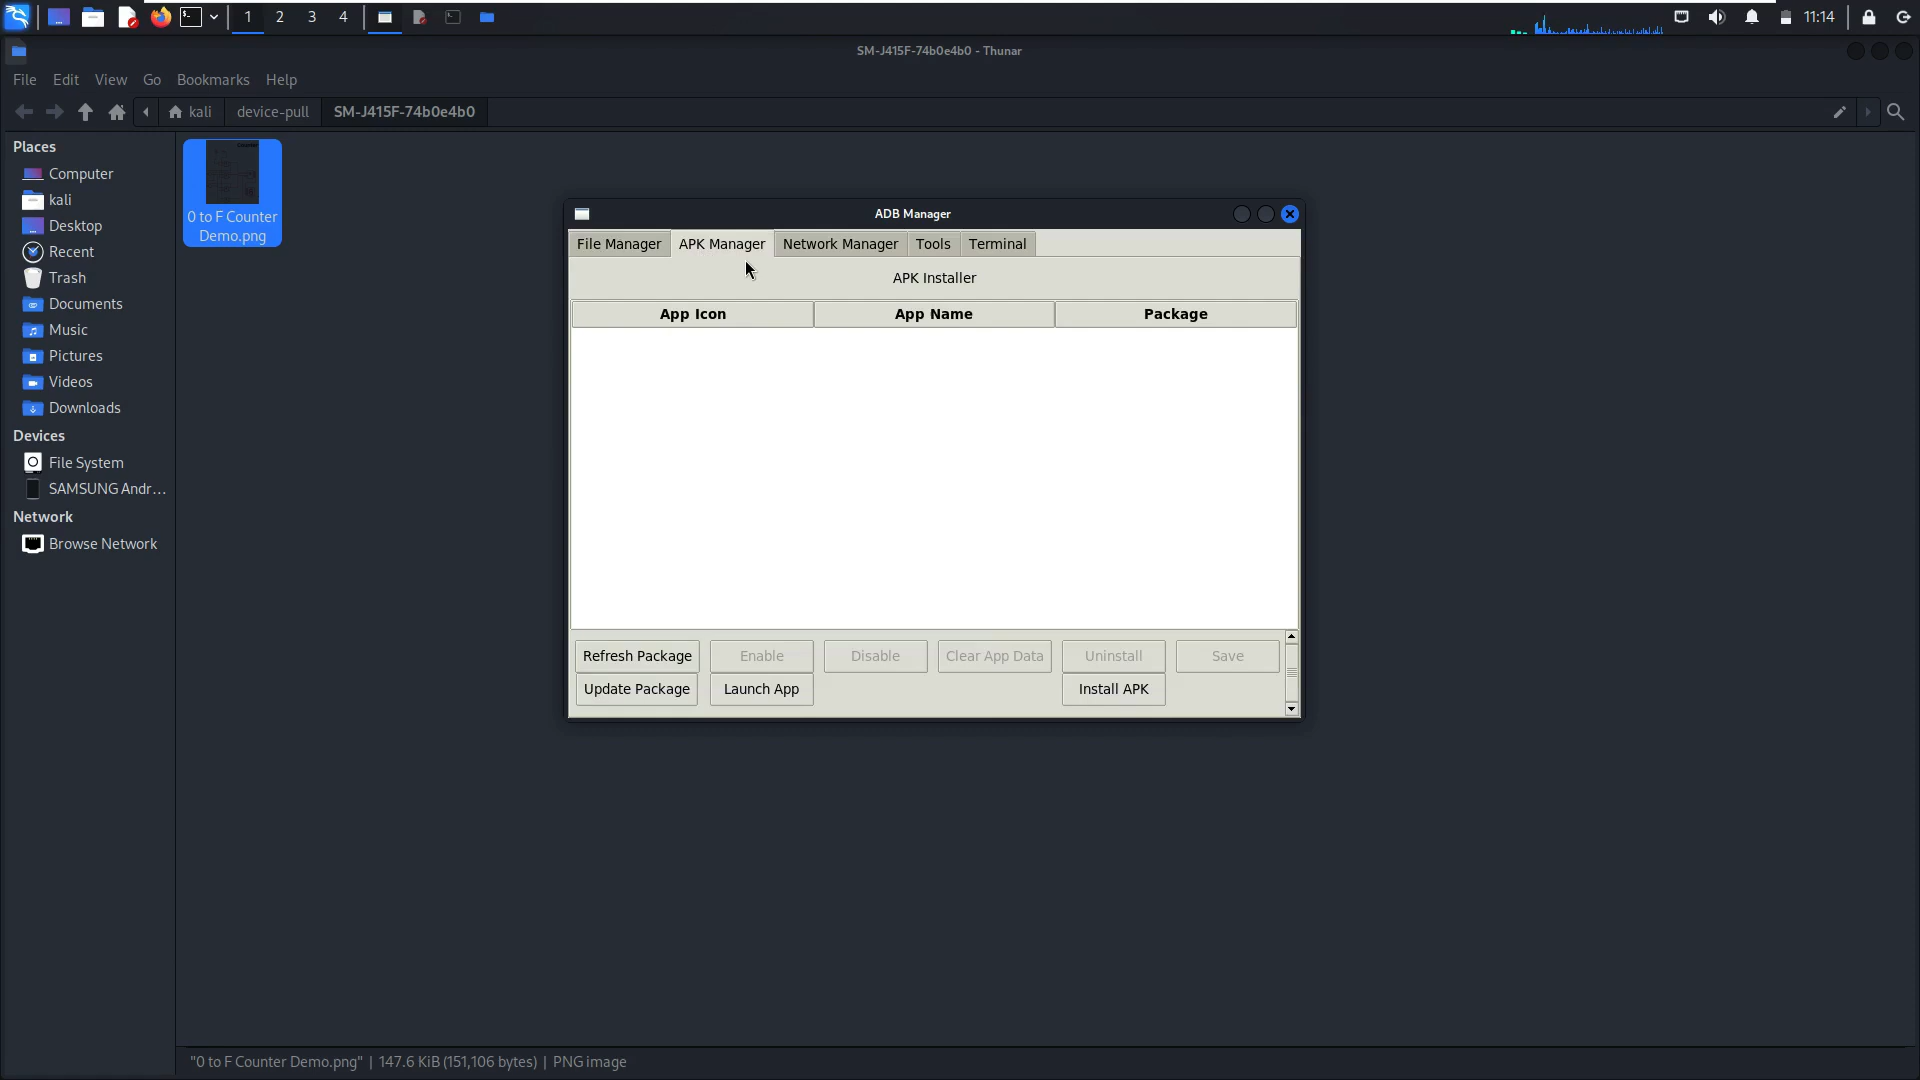 1 2 3 4
11:14
SM-J415F-74b0e4b0 - Thunar
File Edit View Go Bookmarks Help
kali device-pull SM-J415F-74b0e4b0
Places
Computer
kali
Desktop
Recent
Trash
Documents
Music
Pictures
Videos
Downloads
Devices
File System
SAMSUNG Andr...
Network
Browse Network
0 to F Counter
Demo.png
ADB Manager
File Manager APK Manager Network Manager Tools Terminal
APK Installer
App Icon App Name Package
Refresh Package Enable Disable Clear App Data Uninstall Save
Update Package Launch App Install APK
"0 to F Counter Demo.png" | 147.6 KiB (151,106 bytes) | PNG image